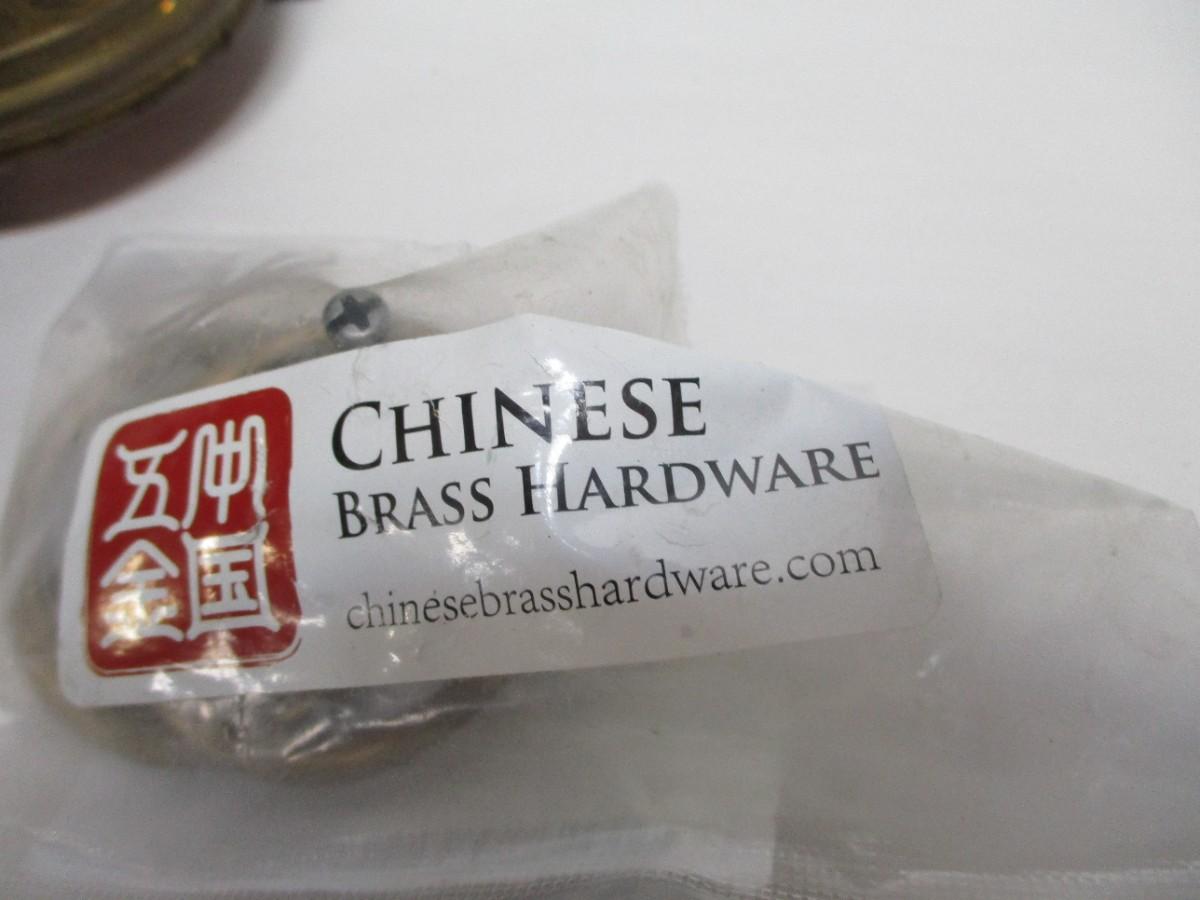 中国
五金
CHINESE
BRASS HARDWARE
chinesebrasshardware.com